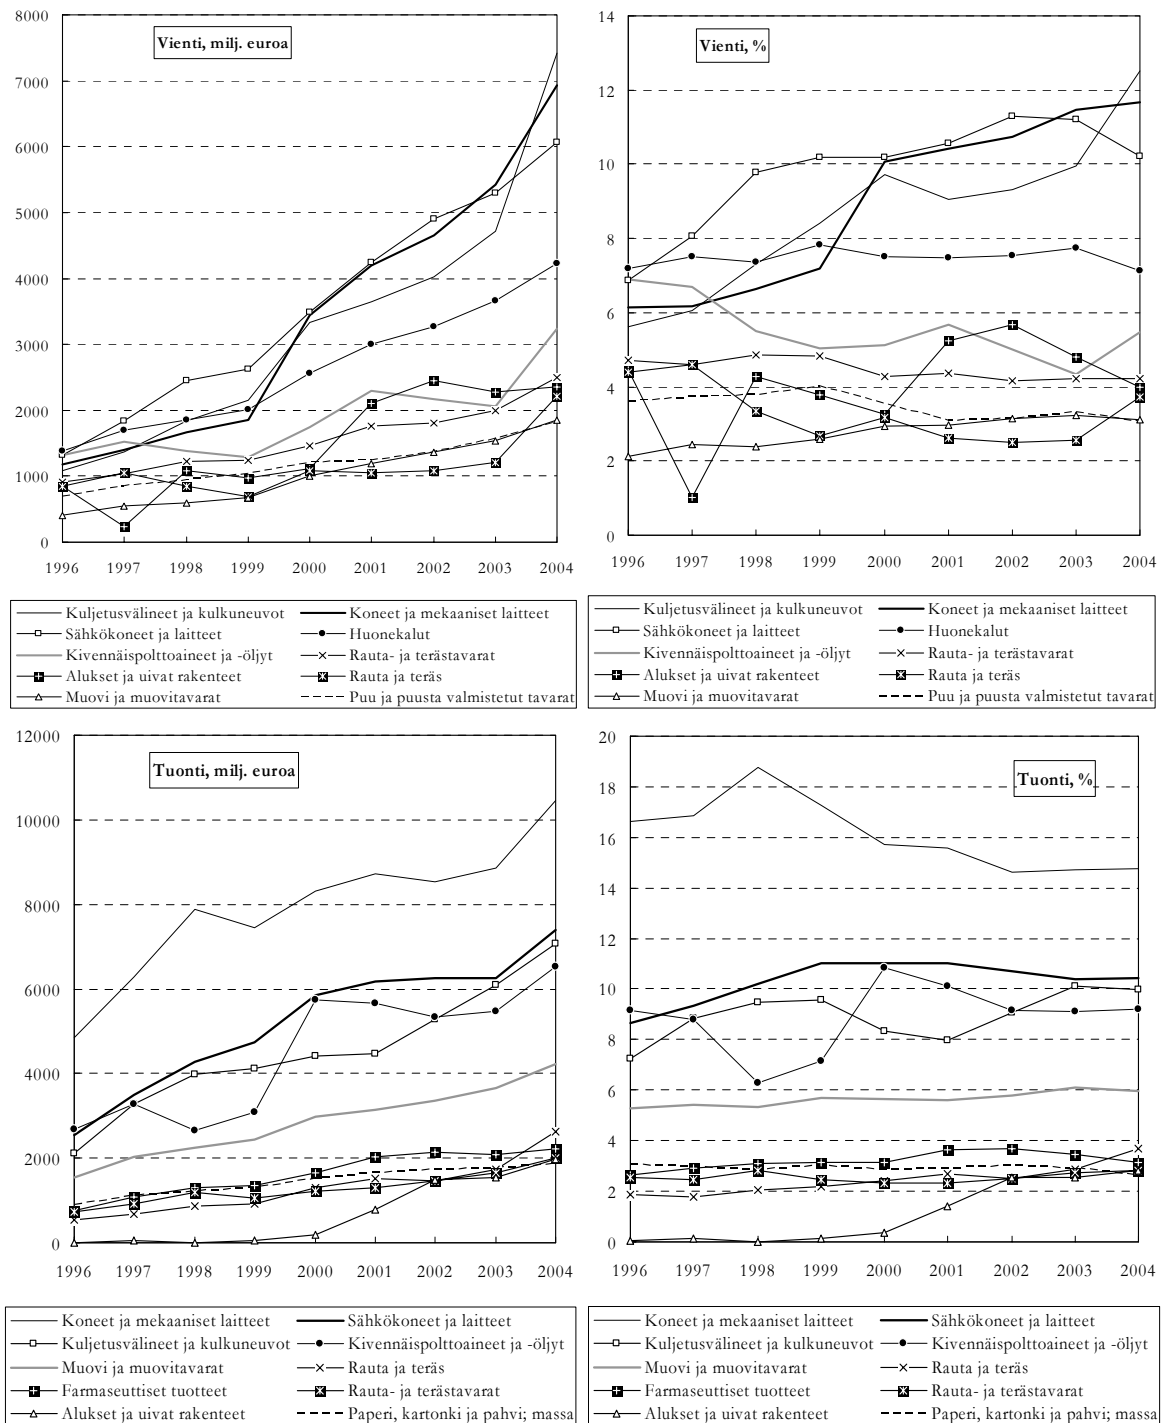 Vienti, milj. euroa
8000
7000
6000
5000
4000
3000
2000
1000
0
1996 1997 1998 1999 2000 2001 2002 2003 2004
Kuljetusvälineet ja kulkuneuvot Koneet ja mekaaniset laitteet
Sähkökoneet ja laitteet Huonekalut
Kivennäispolttoaineet ja -öljyt Rauta- ja terästavarat
Alukset ja uivat rakenteet Rauta ja teräs
Muovi ja muovitavarat Puu ja puusta valmistetut tavarat
Vienti, %
14
12
10
8
6
4
2
0
1996 1997 1998 1999 2000 2001 2002 2003 2004
Kuljetusvälineet ja kulkuneuvot Koneet ja mekaaniset laitteet
Sähkökoneet ja laitteet Huonekalut
Kivennäispolttoaineet ja -öljyt Rauta- ja terästavarat
Alukset ja uivat rakenteet Rauta ja teräs
Muovi ja muovitavarat Puu ja puusta valmistetut tavarat
Tuonti, milj. euroa
12000
10000
8000
6000
4000
2000
0
1996 1997 1998 1999 2000 2001 2002 2003 2004
Koneet ja mekaaniset laitteet Sähkökoneet ja laitteet
Kuljetusvälineet ja kulkuneuvot Kivennäispolttoaineet ja -öljyt
Muovi ja muovitavarat Rauta ja teräs
Farmaseuttiset tuotteet Rauta- ja terästavarat
Alukset ja uivat rakenteet Paperi, kartonki ja pahvi; massa
Tuonti, %
20
18
16
14
12
10
8
6
4
2
0
1996 1997 1998 1999 2000 2001 2002 2003 2004
Koneet ja mekaaniset laitteet Sähkökoneet ja laitteet
Kuljetusvälineet ja kulkuneuvot Kivennäispolttoaineet ja -öljyt
Muovi ja muovitavarat Rauta ja teräs
Farmaseuttiset tuotteet Rauta- ja terästavarat
Alukset ja uivat rakenteet Paperi, kartonki ja pahvi; massa